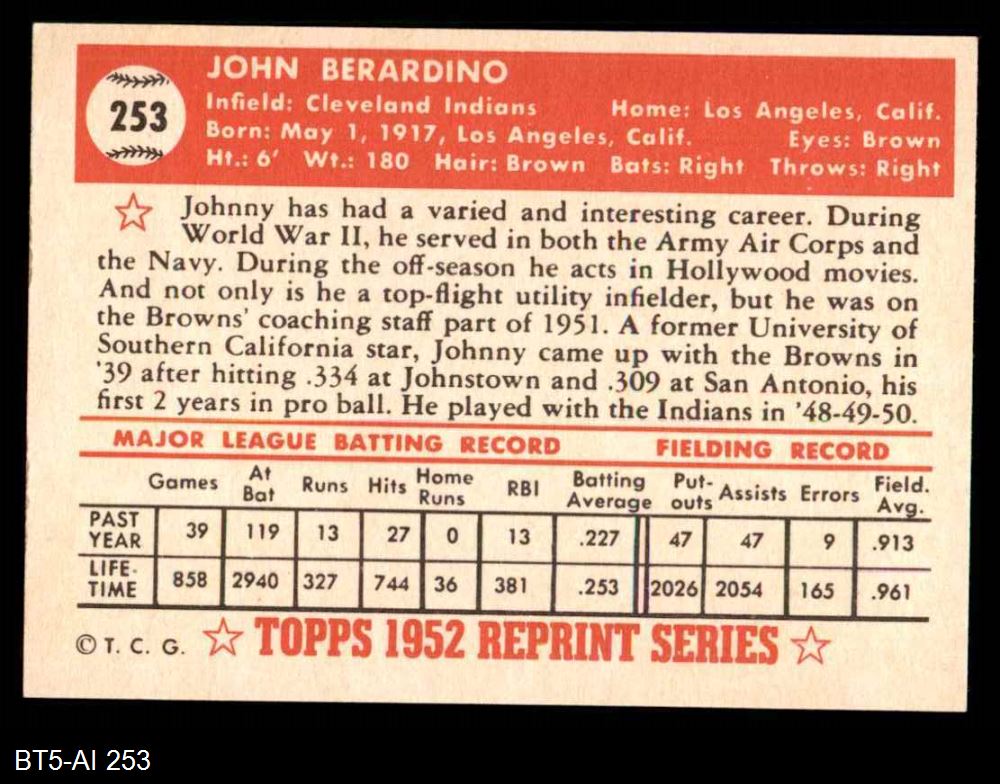 253
JOHN BERARDINO
Infield: Cleveland Indians Home: Los Angeles, Calif.
Born: May 1, 1917, Los Angeles, Calif. Eyes: Brown
Ht.: 6' Wt.: 180 Hair: Brown Bats: Right Throws: Right
Johnny has had a varied and interesting career. During
World War II, he served in both the Army Air Corps and
the Navy. During the off-season he acts in Hollywood movies.
And not only is he a top-flight utility infielder, but he was on
the Browns' coaching staff part of 1951. A former University of
Southern California star, Johnny came up with the Browns in
'39 after hitting .334 at Johnstown and .309 at San Antonio, his
first 2 years in pro ball. He played with the Indians in '48-49-50.
MAJOR LEAGUE BATTING RECORD FIELDING RECORD
Games At Bat Runs Hits Home Runs RBI Batting Average Put-outs Assists Errors Field. Avg.
PAST YEAR 39 119 13 27 0 13 .227 47 47 9 .913
LIFE-TIME 858 2940 327 744 36 381 .253 2026 2054 165 .961
© T. C. G. TOPPS 1952 REPRINT SERIES
BT5-AI 253